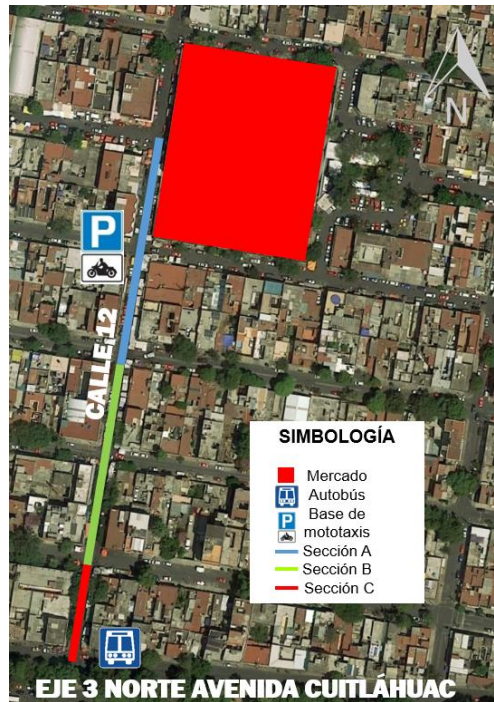 N
P
CALLE 12
SIMBOLOGÍA
Mercado
Autobús
P
Base de
mototaxis
Sección A
Sección B
Sección C
EJE 3 NORTE AVENIDA CUITLÁHUAC